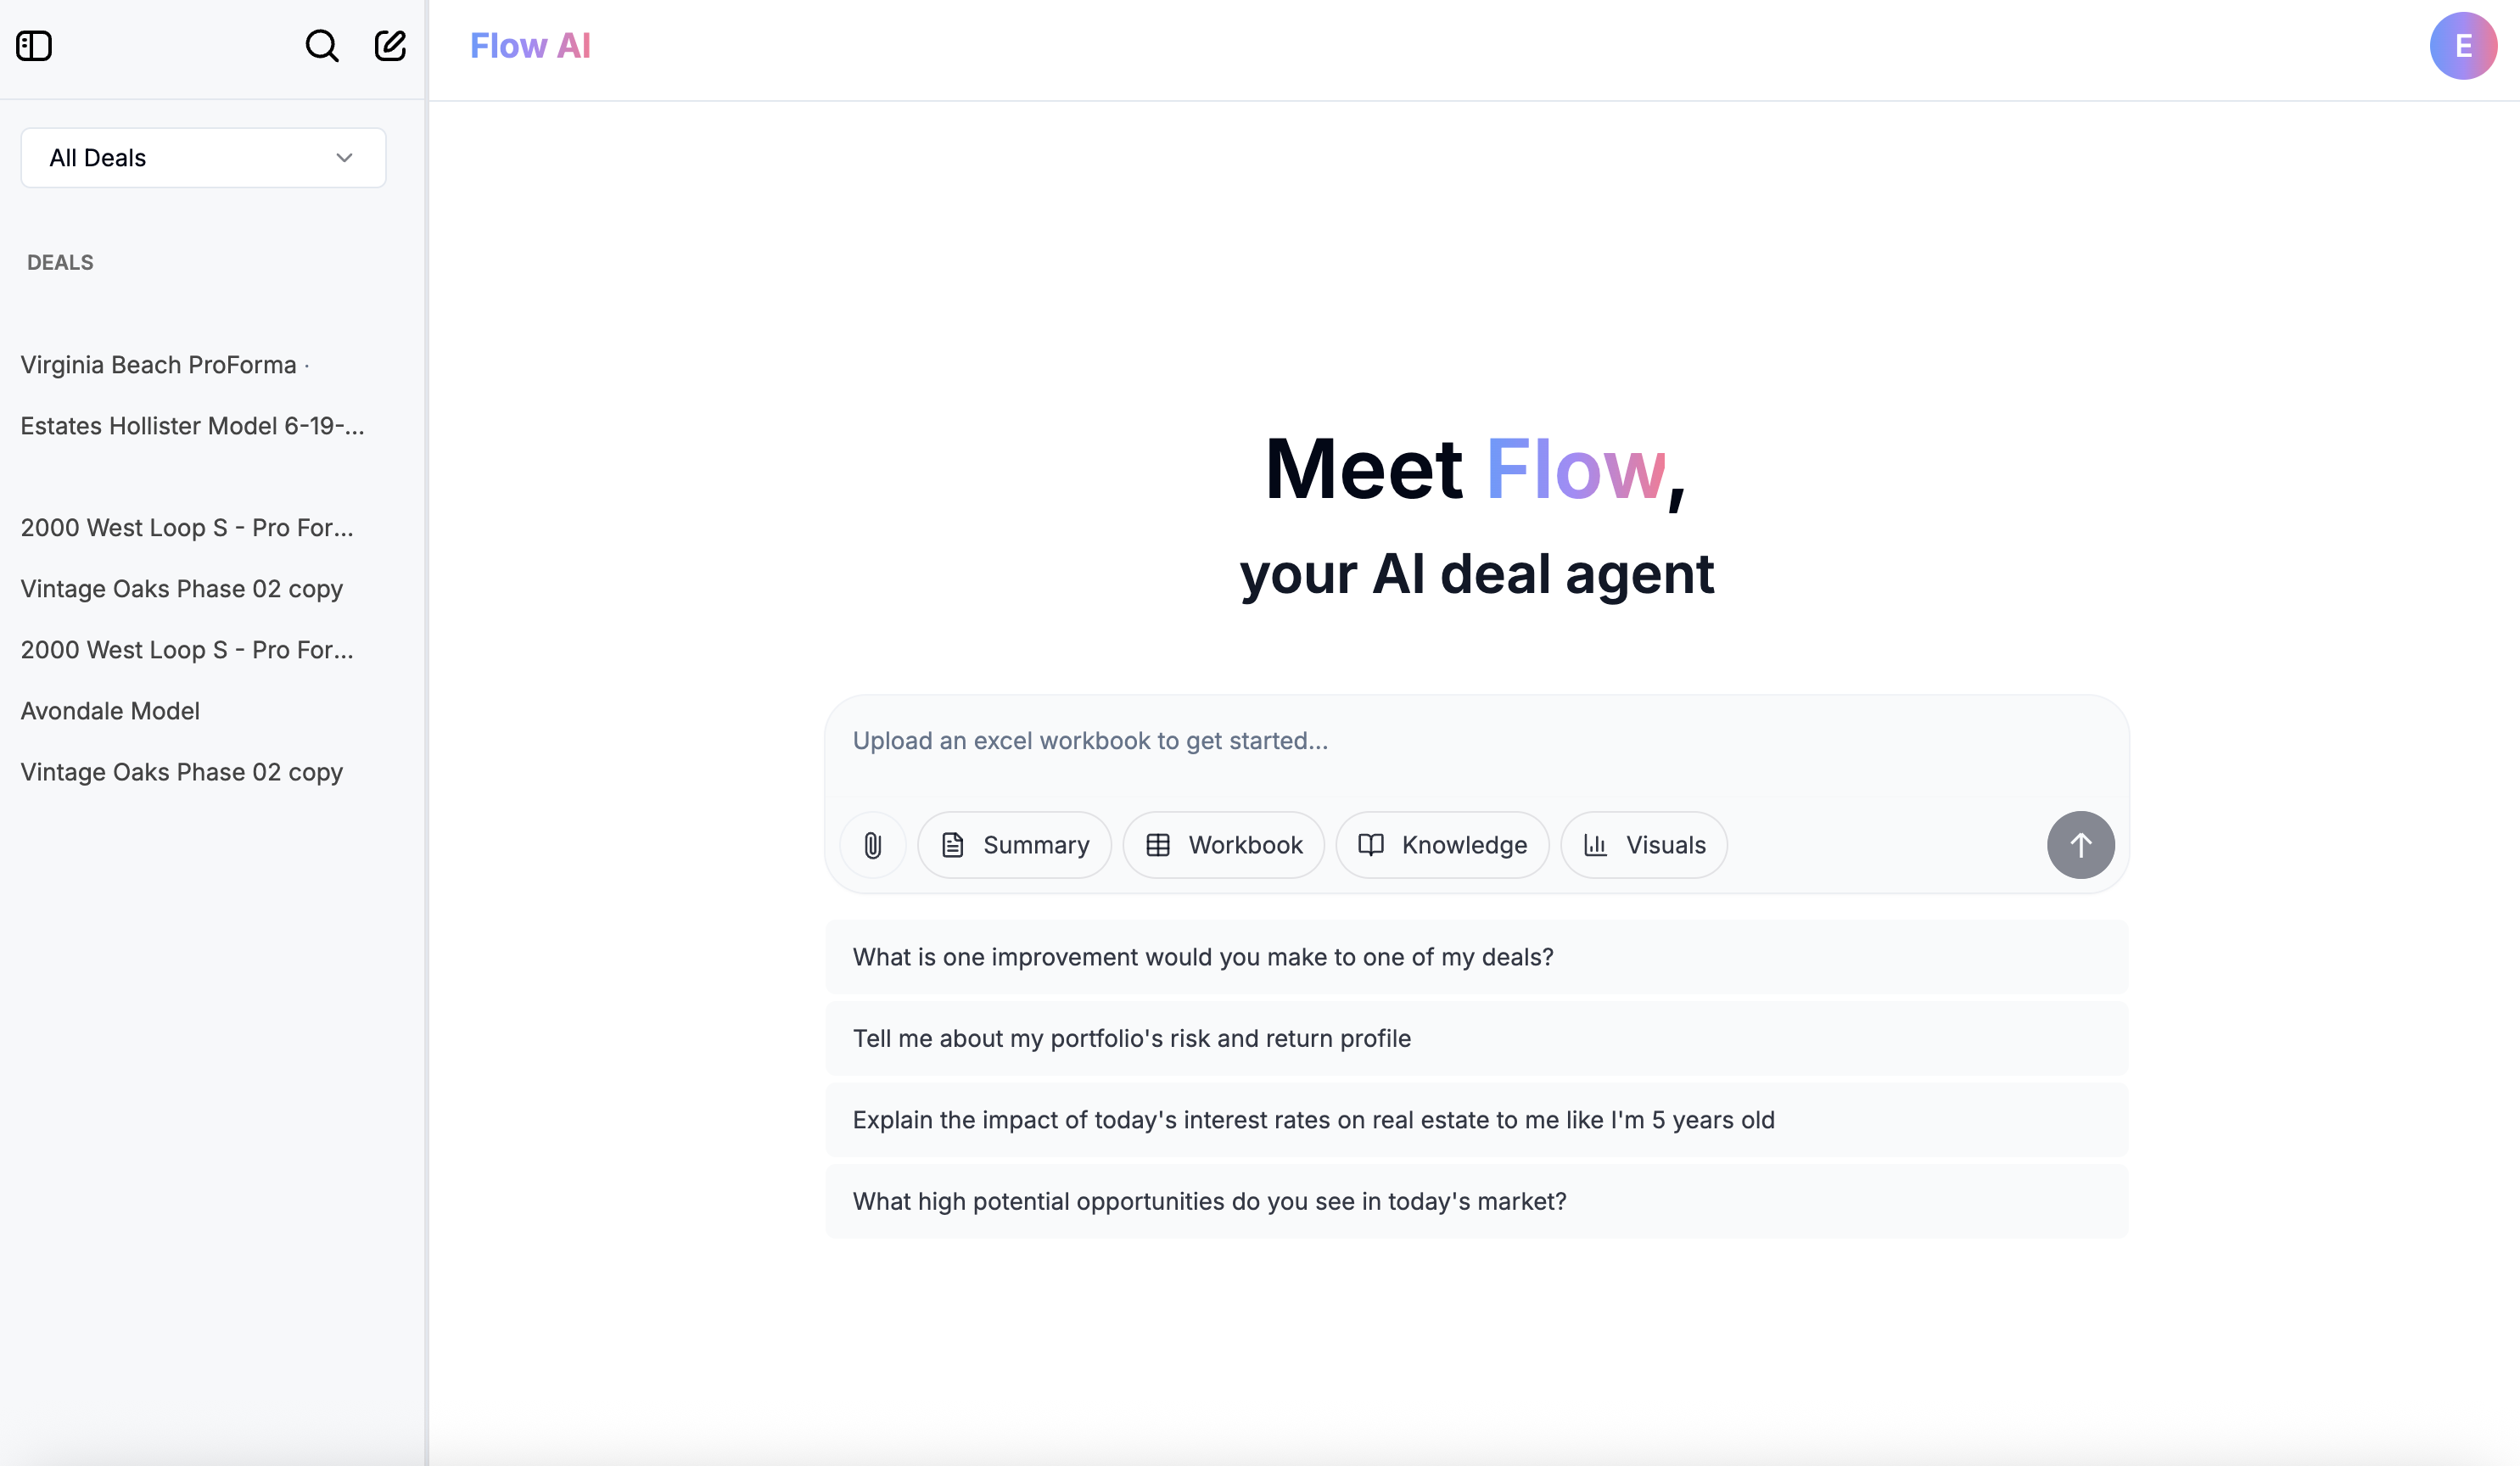 Flow AI
E
All Deals
DEALS
Virginia Beach ProForma ·
Estates Hollister Model 6-19-...
2000 West Loop S - Pro For...
Vintage Oaks Phase 02 copy
2000 West Loop S - Pro For...
Avondale Model
Vintage Oaks Phase 02 copy
Meet Flow,
your AI deal agent
Upload an excel workbook to get started...
Summary
Workbook
Knowledge
Visuals
What is one improvement would you make to one of my deals?
Tell me about my portfolio's risk and return profile
Explain the impact of today's interest rates on real estate to me like I'm 5 years old
What high potential opportunities do you see in today's market?